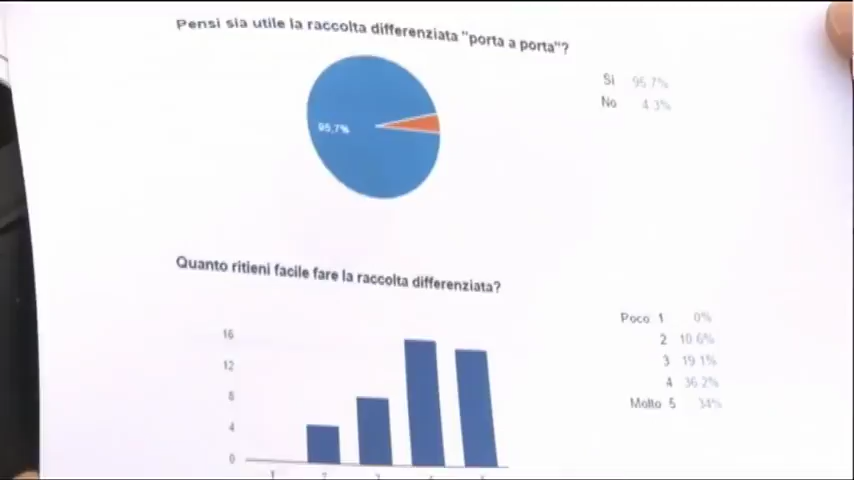 Pensi sia utile la raccolta differenziata "porta a porta"?
Si 95.7%
No 4.3%
95,7%
Quanto ritieni facile fare la raccolta differenziata?
Poco 1 0%
2 10.6%
3 19.1%
4 36.2%
Molto 5 34%
16
12
8
4
0